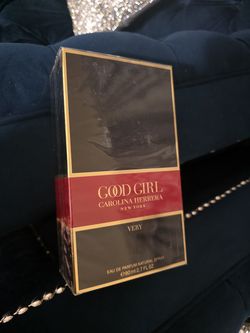 GOOD GIRL
CAROLINA HERRERA
NEW YORK
VERY
EAU DE PARFUM NATURAL SPRAY
℮80ml 2.7 FL.OZ